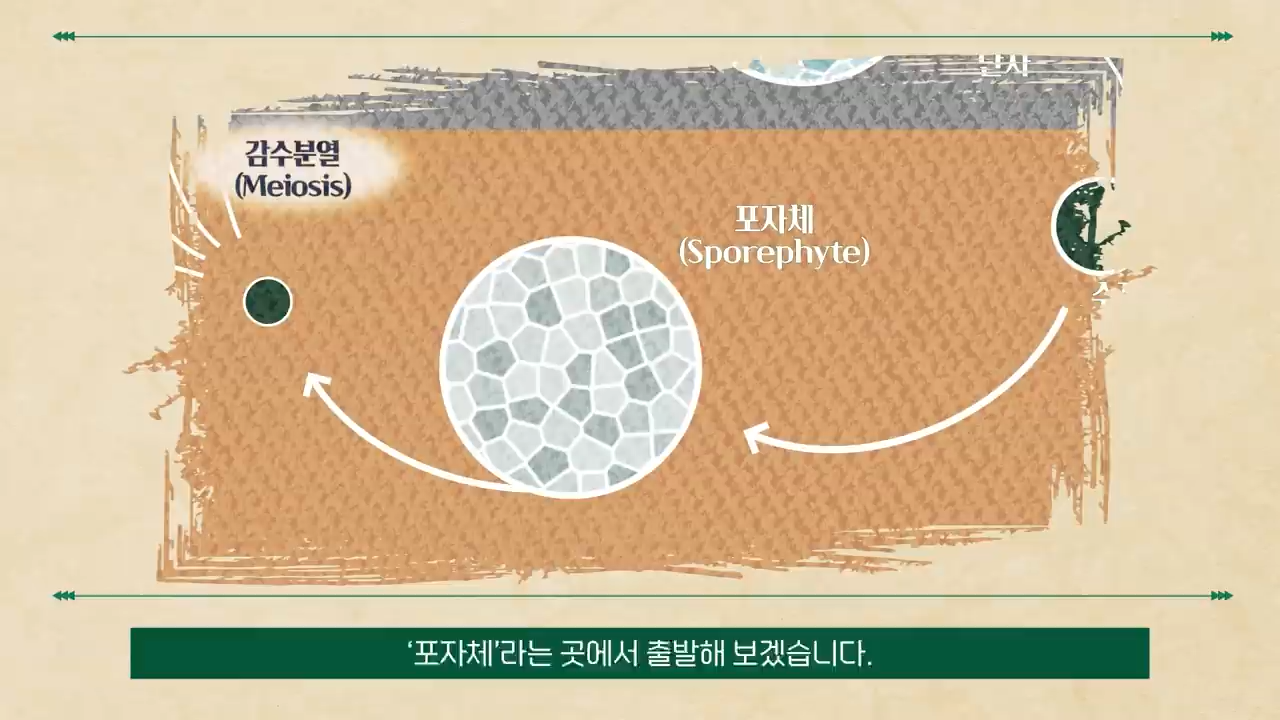 감수분열
(Meiosis)
포자체
(Sporephyte)
'포자체'라는 곳에서 출발해 보겠습니다.